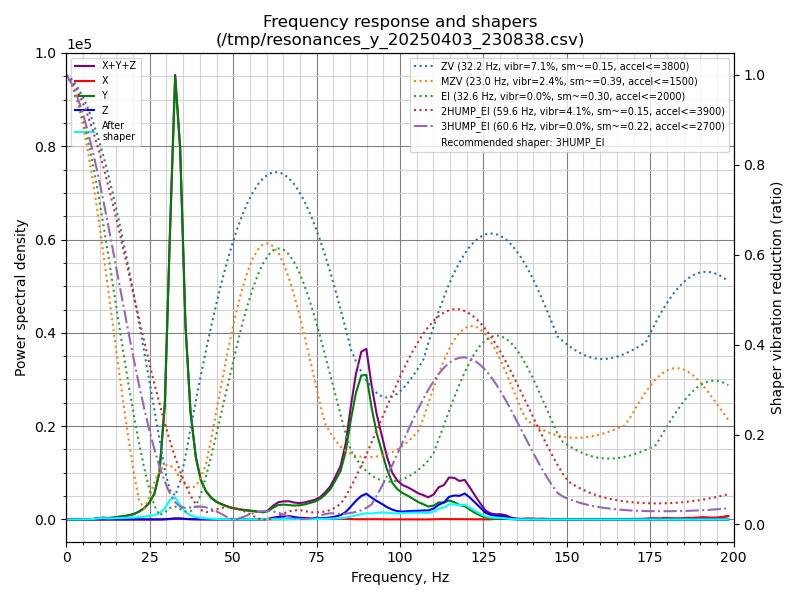 Frequency response and shapers
(/tmp/resonances_y_20250403_230838.csv)
1e5
X+Y+Z
X
Y
Z
After
shaper
ZV (32.2 Hz, vibr=7.1%, sm~=0.15, accel<=3800)
MZV (23.0 Hz, vibr=2.4%, sm~=0.39, accel<=1500)
EI (32.6 Hz, vibr=0.0%, sm~=0.30, accel<=2000)
2HUMP_EI (59.6 Hz, vibr=4.1%, sm~=0.15, accel<=3900)
3HUMP_EI (60.6 Hz, vibr=0.0%, sm~=0.22, accel<=2700)
Recommended shaper: 3HUMP_EI
Power spectral density
1.0
0.8
0.6
0.4
0.2
0.0
1.0
0.8
0.6
0.4
0.2
0.0
Shaper vibration reduction (ratio)
0 25 50 75 100 125 150 175 200
Frequency, Hz